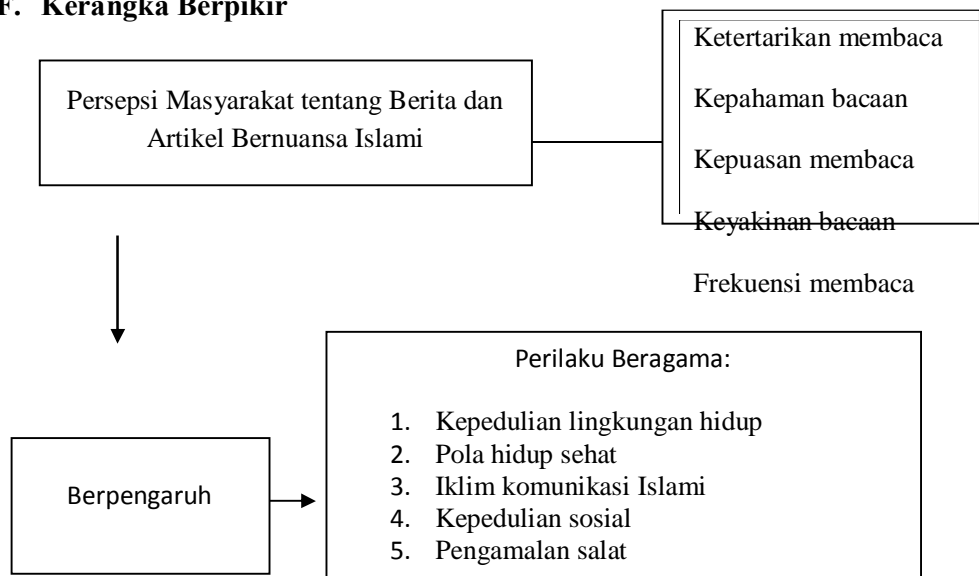 F. Kerangka Berpikir
Persepsi Masyarakat tentang Berita dan
Artikel Bernuansa Islami
Ketertarikan membaca
Kepahaman bacaan
Kepuasan membaca
Keyakinan bacaan
Frekuensi membaca
Berpengaruh
Perilaku Beragama:
1. Kepedulian lingkungan hidup
2. Pola hidup sehat
3. Iklim komunikasi Islami
4. Kepedulian sosial
5. Pengamalan salat